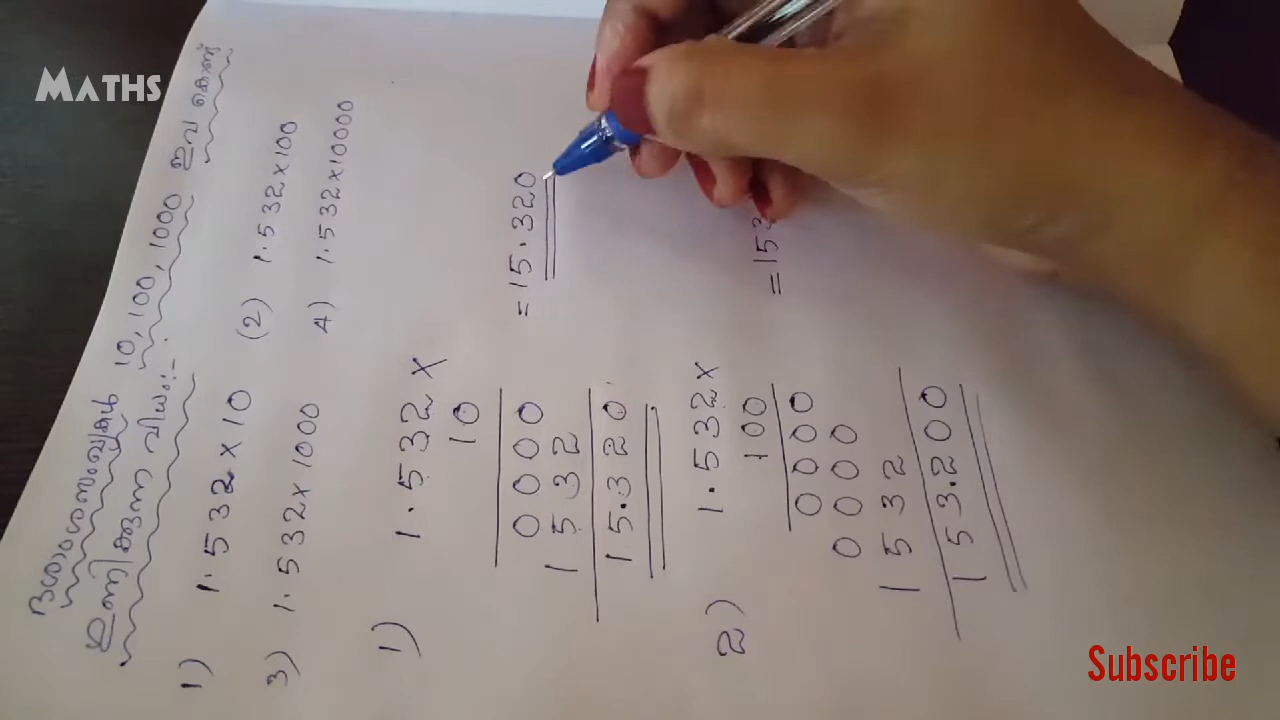 MATHS
ദശാംശസംഖ്യകൾ 10, 100, 1000 ഇവ കൊണ്ട്
ഗുണിക്കുന്ന വിധം:-
1) 1.532 × 10 (2) 1.532×100
3) 1.532× 1000 4) 1.532×10000
1) 1.532 ×
10
0000
1532
15.320
= 15.320
2) 1.532×
100
0000
0000
1532
153.200
= 153
Subscribe